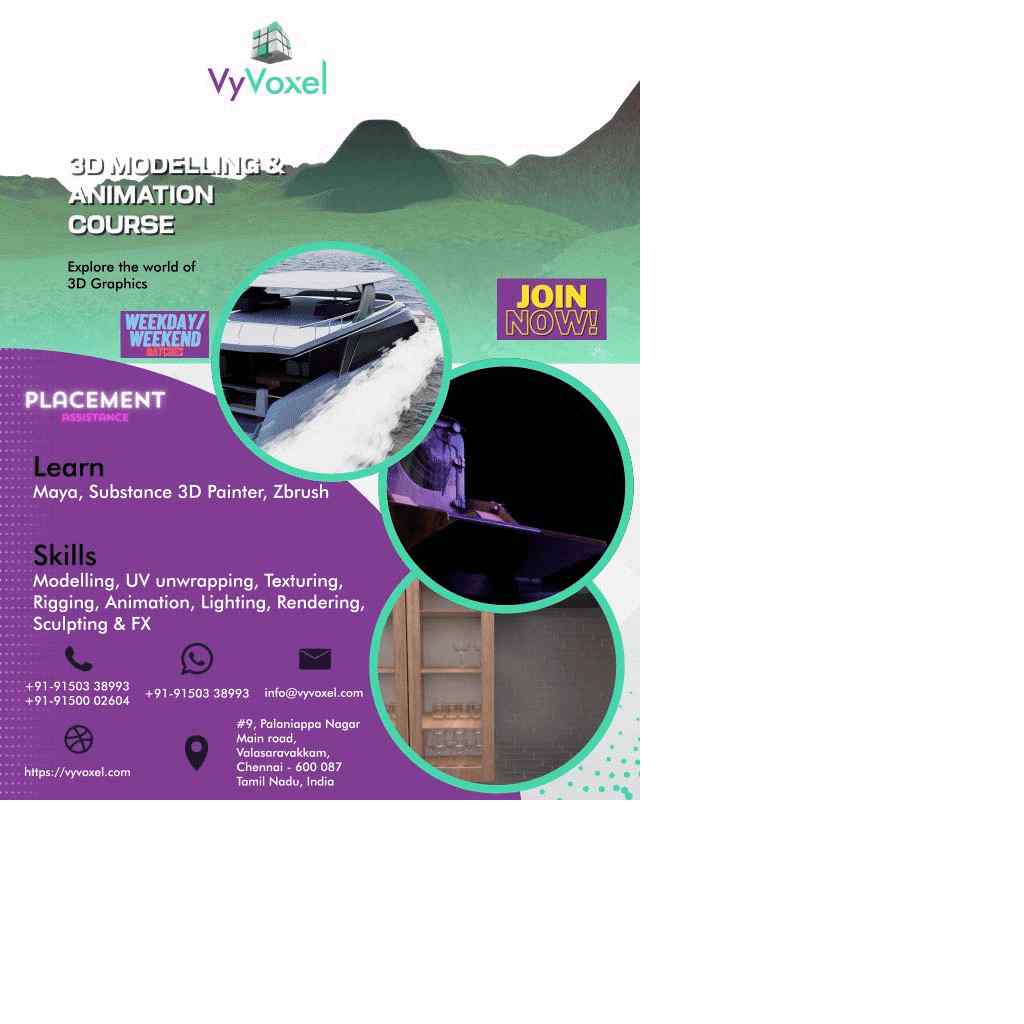 VyVoxel
3D MODELLING &
ANIMATION
COURSE
Explore the world of
3D Graphics
WEEKDAY/
WEEKEND
BATCHES
JOIN
NOW!
PLACEMENT
ASSISTANCE
Learn
Maya, Substance 3D Painter, Zbrush
Skills
Modelling, UV unwrapping, Texturing,
Rigging, Animation, Lighting, Rendering,
Sculpting & FX
+91-91503 38993
+91-91500 02604
+91-91503 38993
info@vyvoxel.com
https://vyvoxel.com
#9, Palaniappa Nagar
Main road,
Valasaravakkam,
Chennai - 600 087
Tamil Nadu, India